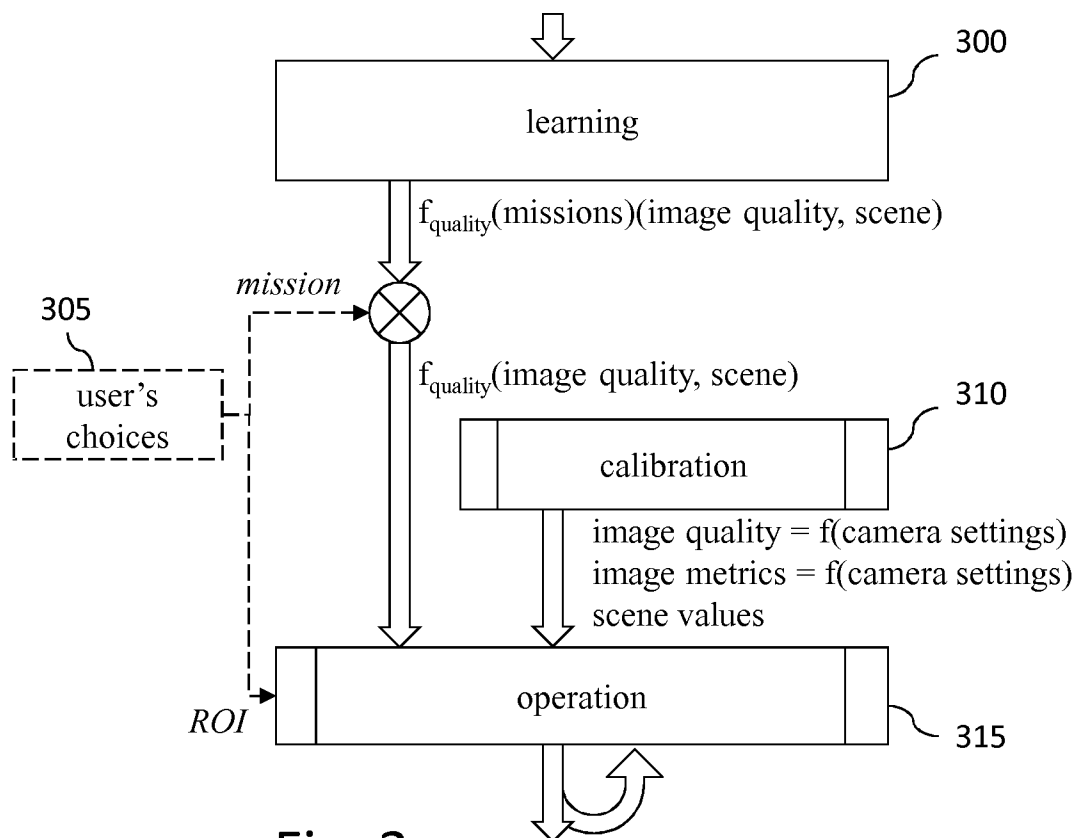 300
learning
f_quality(missions)(image quality, scene)
mission
305
user's
choices
f_quality(image quality, scene)
310
calibration
image quality = f(camera settings)
image metrics = f(camera settings)
scene values
operation
ROI
315